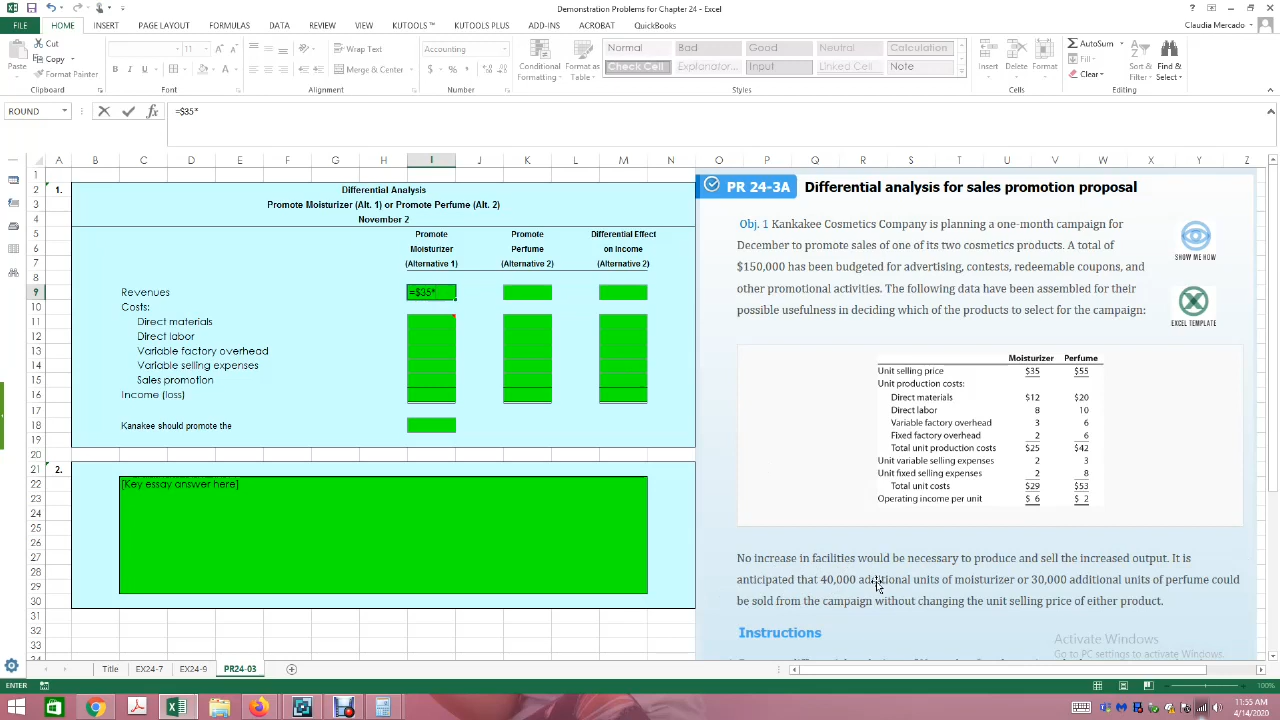 Demonstration Problems for Chapter 24 - Excel
FILE HOME INSERT PAGE LAYOUT FORMULAS DATA REVIEW VIEW KUTOOLS ™ KUTOOLS PLUS ADD-INS ACROBAT QuickBooks
Claudia Mercado
Cut
Copy
Format Painter
Paste
Wrap Text
Merge & Center
Accounting
Conditional Formatting
Format as Table
Normal Bad Good Neutral Calculation
Check Cell Explanator... Input Linked Cell Note
Insert Delete Format
AutoSum
Fill
Clear
Sort & Filter
Find & Select
Clipboard Font Alignment Number Styles Cells Editing
ROUND =$35*
A B C D E F G H I J K L M N O P Q R S T U V W X Y Z
1.
Differential Analysis
Promote Moisturizer (Alt. 1) or Promote Perfume (Alt. 2)
November 2
Promote Promote Differential Effect
Moisturizer Perfume on Income
(Alternative 1) (Alternative 2) (Alternative 2)
Revenues =$35*
Costs:
Direct materials
Direct labor
Variable factory overhead
Variable selling expenses
Sales promotion
Income (loss)
Kanakee should promote the
2.
[Key essay answer here]
PR 24-3A Differential analysis for sales promotion proposal
Obj. 1 Kankakee Cosmetics Company is planning a one-month campaign for
December to promote sales of one of its two cosmetics products. A total of
$150,000 has been budgeted for advertising, contests, redeemable coupons, and
other promotional activities. The following data have been assembled for their
possible usefulness in deciding which of the products to select for the campaign:
SHOW ME HOW
EXCEL TEMPLATE
Moisturizer Perfume
Unit selling price $35 $55
Unit production costs:
Direct materials $12 $20
Direct labor 8 10
Variable factory overhead 3 6
Fixed factory overhead 2 6
Total unit production costs $25 $42
Unit variable selling expenses 2 3
Unit fixed selling expenses 2 8
Total unit costs $29 $53
Operating income per unit $ 6 $ 2
No increase in facilities would be necessary to produce and sell the increased output. It is
anticipated that 40,000 additional units of moisturizer or 30,000 additional units of perfume could
be sold from the campaign without changing the unit selling price of either product.
Instructions
Activate Windows
Go to PC settings to activate Windows.
Title EX24-7 EX24-9 PR24-03
ENTER 100%
11:55 AM
4/14/2020